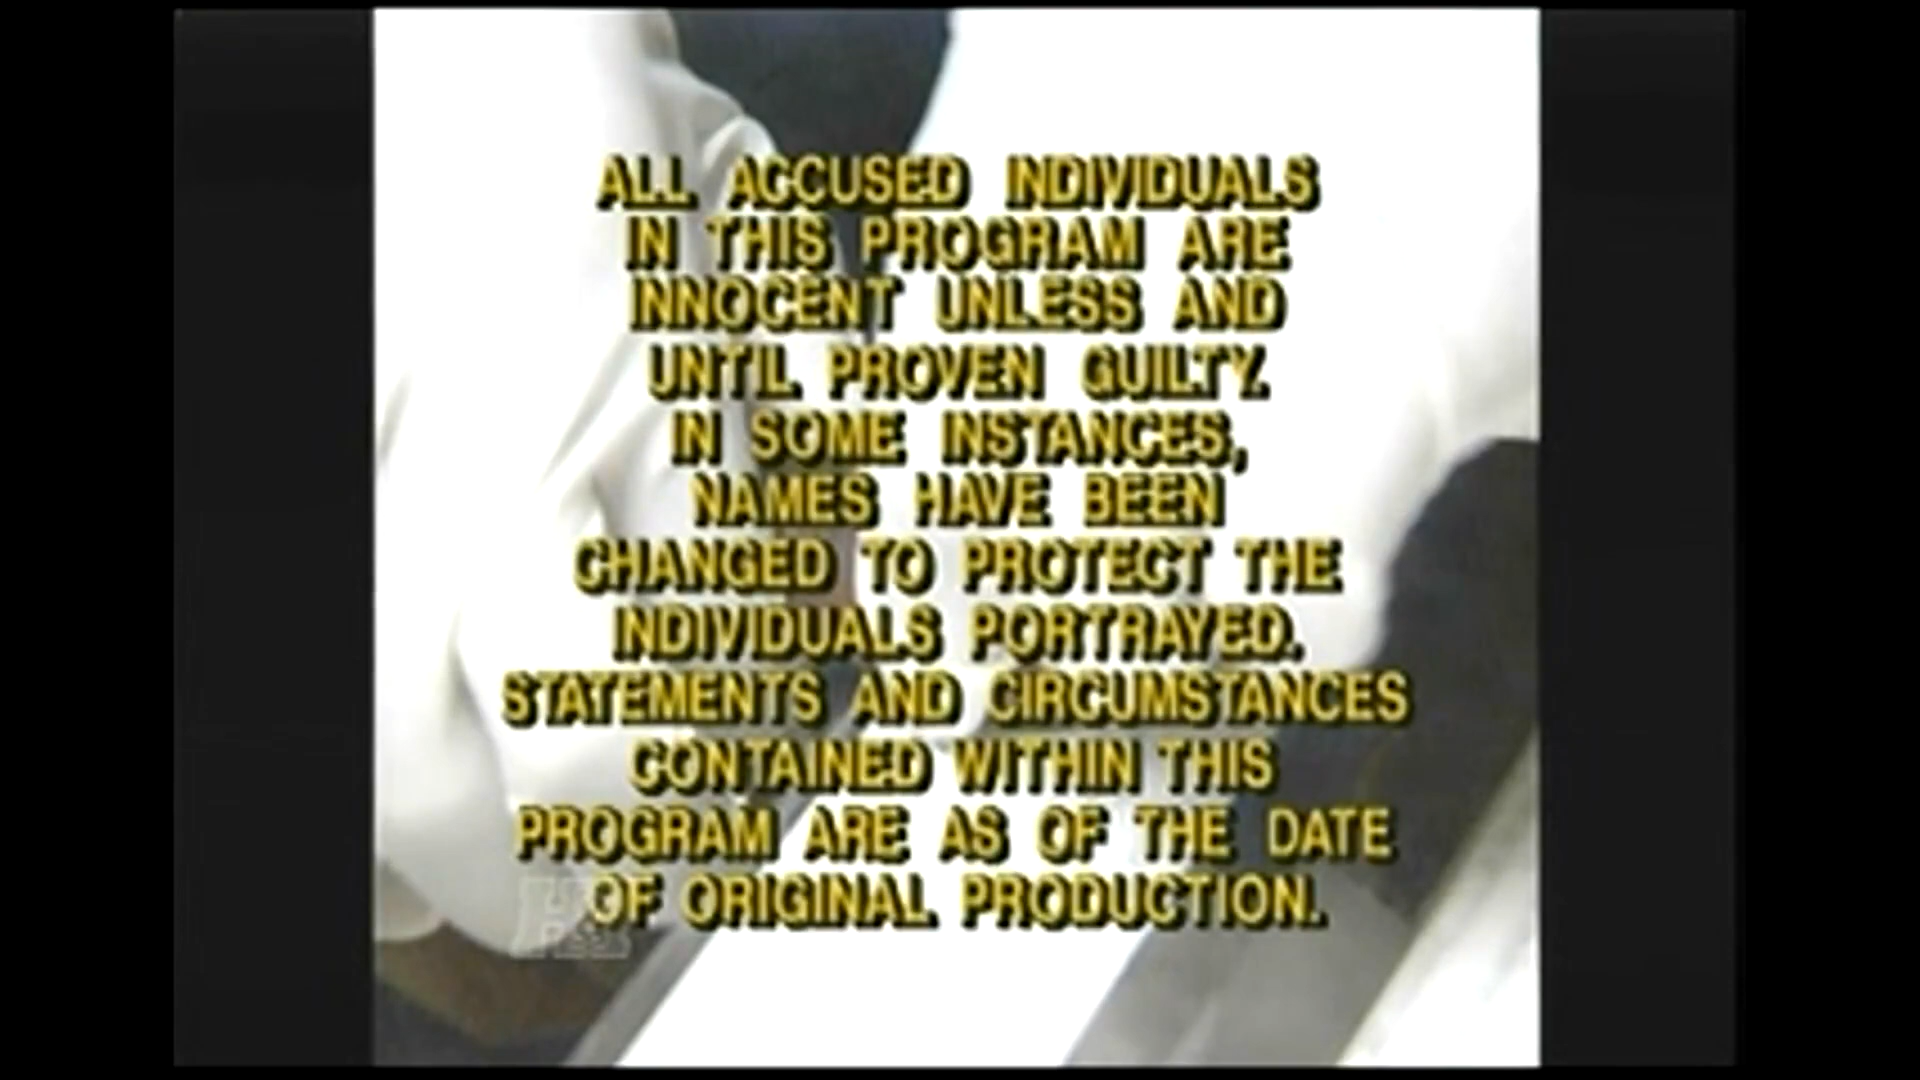 ALL ACCUSED INDIVIDUALS
IN THIS PROGRAM ARE
INNOCENT UNLESS AND
UNTIL PROVEN GUILTY.
IN SOME INSTANCES,
NAMES HAVE BEEN
CHANGED TO PROTECT THE
INDIVIDUALS PORTRAYED.
STATEMENTS AND CIRCUMSTANCES
CONTAINED WITHIN THIS
PROGRAM ARE AS OF THE DATE
OF ORIGINAL PRODUCTION.